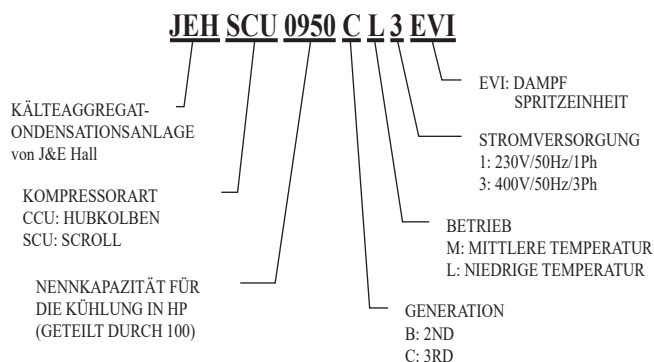 JEH SCU 0950 C L 3 EVI
KÄLTEAGGREGAT-
ONDENSATIONSANLAGE
von J&E Hall
KOMPRESSORART
CCU: HUBKOLBEN
SCU: SCROLL
NENNKAPAZITÄT FÜR
DIE KÜHLUNG IN HP
(GETEILT DURCH 100)
EVI: DAMPF
SPRITZEINHEIT
STROMVERSORGUNG
1: 230V/50Hz/1Ph
3: 400V/50Hz/3Ph
BETRIEB
M: MITTLERE TEMPERATUR
L: NIEDRIGE TEMPERATUR
GENERATION
B: 2ND
C: 3RD